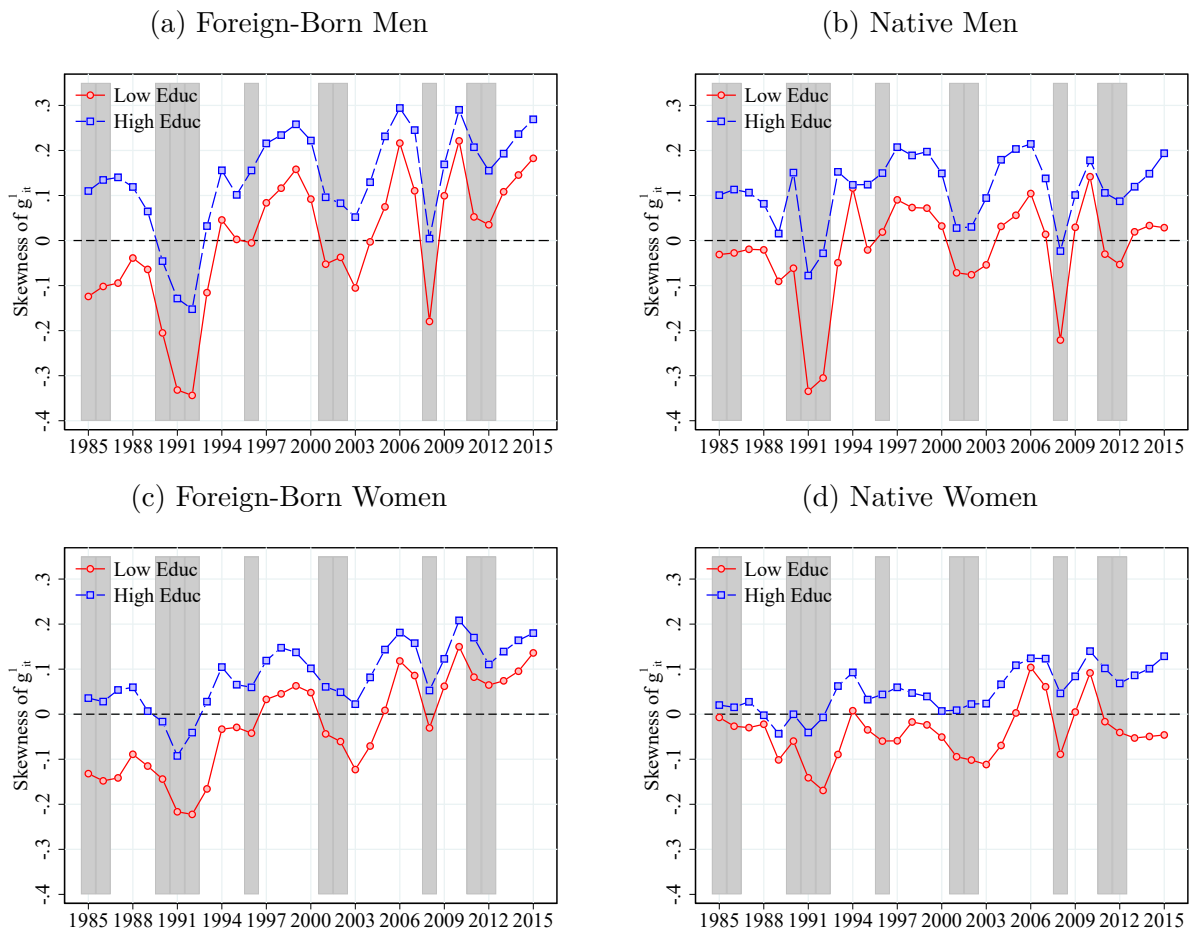 (a) Foreign-Born Men
Low Educ
High Educ
Skewness of g¹ᵢₜ
.3
.2
.1
0
-.1
-.2
-.3
-.4
1985 1988 1991 1994 1997 2000 2003 2006 2009 2012 2015
(b) Native Men
Low Educ
High Educ
Skewness of g¹ᵢₜ
.3
.2
.1
0
-.1
-.2
-.3
-.4
1985 1988 1991 1994 1997 2000 2003 2006 2009 2012 2015
(c) Foreign-Born Women
Low Educ
High Educ
Skewness of g¹ᵢₜ
.3
.2
.1
0
-.1
-.2
-.3
-.4
1985 1988 1991 1994 1997 2000 2003 2006 2009 2012 2015
(d) Native Women
Low Educ
High Educ
Skewness of g¹ᵢₜ
.3
.2
.1
0
-.1
-.2
-.3
-.4
1985 1988 1991 1994 1997 2000 2003 2006 2009 2012 2015